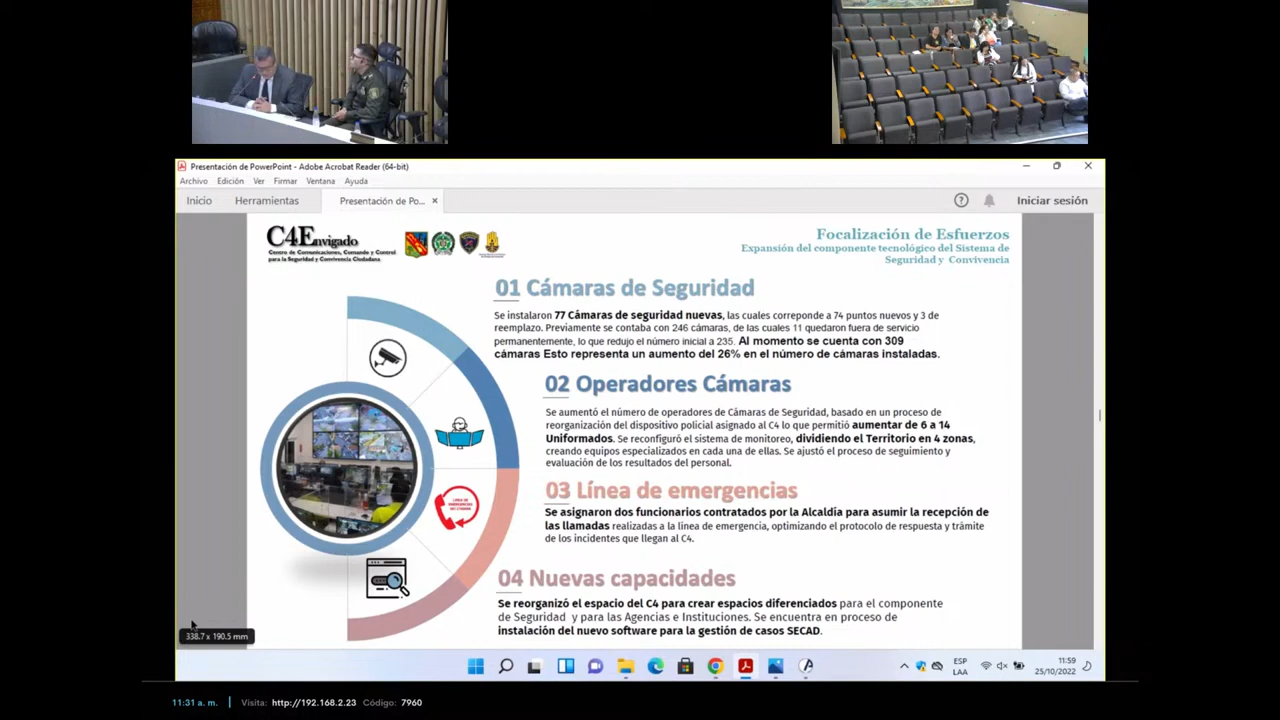 Presentación de PowerPoint - Adobe Acrobat Reader (64-bit)
Archivo Edición Ver Firmar Ventana Ayuda
Inicio Herramientas Presentación de Po... × Iniciar sesión
C4Envigado
Centro de Comunicaciones, Comando y Control
para la Seguridad y Convivencia Ciudadana
Focalización de Esfuerzos
Expansión del componente tecnológico del Sistema de
Seguridad y Convivencia
01 Cámaras de Seguridad
Se instalaron 77 Cámaras de seguridad nuevas, las cuales correponde a 74 puntos nuevos y 3 de
reemplazo. Previamente se contaba con 246 cámaras, de las cuales 11 quedaron fuera de servicio
permanentemente, lo que redujo el número inicial a 235. Al momento se cuenta con 309
cámaras Esto representa un aumento del 26% en el número de cámaras instaladas.
02 Operadores Cámaras
Se aumentó el número de operadores de Cámaras de Seguridad, basado en un proceso de
reorganización del dispositivo policial asignado al C4 lo que permitió aumentar de 6 a 14
Uniformados. Se reconfiguró el sistema de monitoreo, dividiendo el Territorio en 4 zonas,
creando equipos especializados en cada una de ellas. Se ajustó el proceso de seguimiento y
evaluación de los resultados del personal.
03 Línea de emergencias
Se asignaron dos funcionarios contratados por la Alcaldía para asumir la recepción de
las llamadas realizadas a la línea de emergencia, optimizando el protocolo de respuesta y trámite
de los incidentes que llegan al C4.
LÍNEA DE
EMERGENCIAS
04 Nuevas capacidades
Se reorganizó el espacio del C4 para crear espacios diferenciados para el componente
de Seguridad y para las Agencias e Instituciones. Se encuentra en proceso de
instalación del nuevo software para la gestión de casos SECAD.
338.7 x 190.5 mm
ESP
LAA
11:59
25/10/2022
11:31 a. m. Visita: http://192.168.2.23 Código: 7960